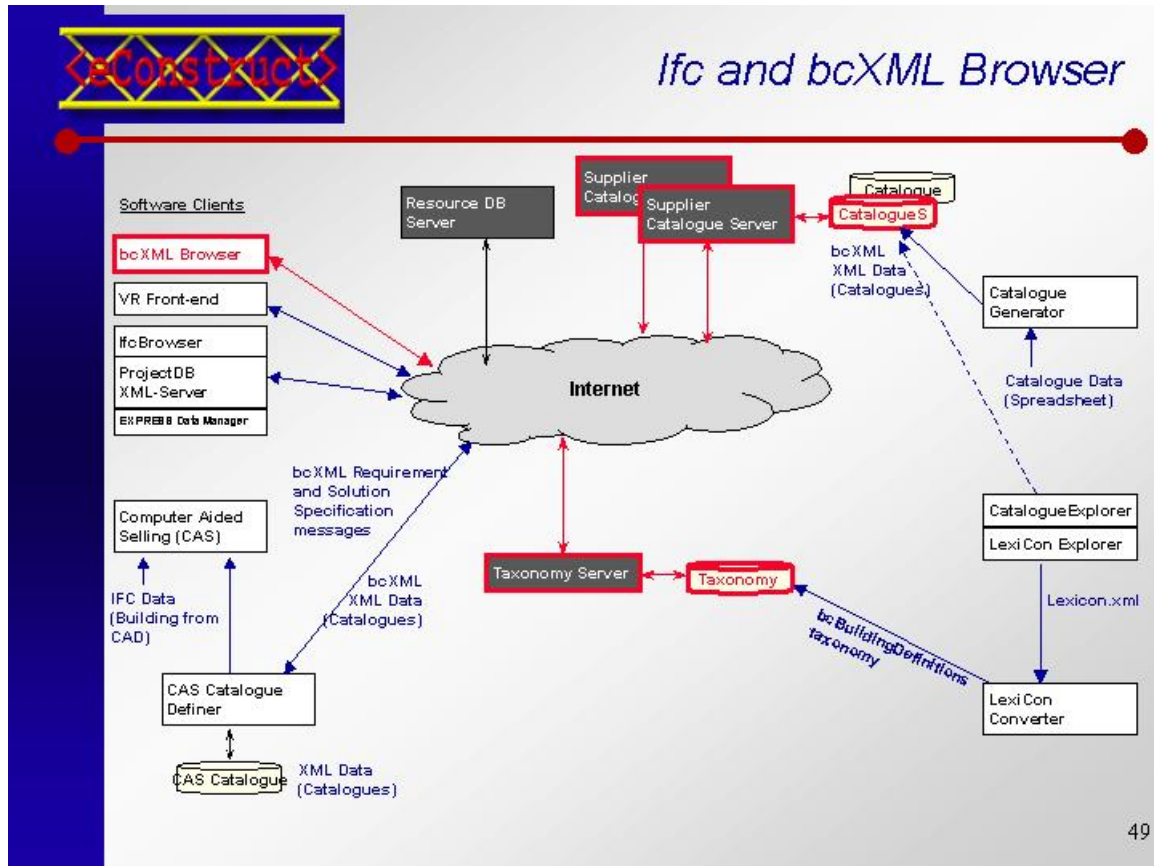 <eConstruct>
Ifc and bcXML Browser
Software Clients
bcXML Browser
VR Front-end
IfcBrowser
ProjectDB
XML-Server
EXPRESS Data Manager
Resource DB
Server
Supplier
Catalog
Supplier
Catalogue Server
Catalogue
CatalogueS
bcXML
XML Data
(Catalogues)
Catalogue
Generator
Catalogue Data
(Spreadsheet)
Internet
bcXML Requirement
and Solution
Specification
messages
Computer Aided
Selling (CAS)
IFC Data
(Building from
CAD)
bcXML
XML Data
(Catalogues)
CAS Catalogue
Definer
CAS Catalogue
XML Data
(Catalogues)
Taxonomy Server
Taxonomy
bcBuildingDefinitions
taxonomy
CatalogueExplorer
LexiCon Explorer
Lexicon.xml
LexiCon
Converter
49